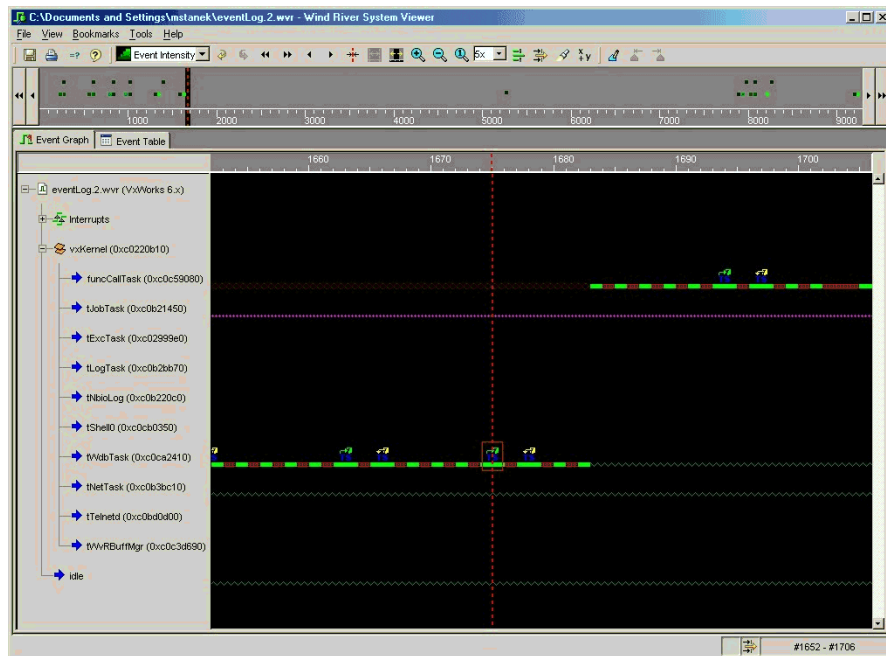 C:\Documents and Settings\mstanek\eventLog.2.wvr - Wind River System Viewer
File View Bookmarks Tools Help
Event Intensity 5x
1000 2000 3000 4000 5000 6000 7000 8000 9000
Event Graph Event Table
1660 1670 1680 1690 1700
eventLog.2.wvr (VxWorks 6.x)
Interrupts
vxKernel (0xc0220b10)
funcCallTask (0xc0c59080)
tJobTask (0xc0b21450)
tExcTask (0xc02999e0)
tLogTask (0xc0b2bb70)
tNbioLog (0xc0b220c0)
tShell0 (0xc0cb0350)
tWdbTask (0xc0ca2410)
tNetTask (0xc0b3bc10)
tTelnetd (0xc0bd0d00)
tWVRBuffMgr (0xc0c3d690)
idle
#1652 - #1706